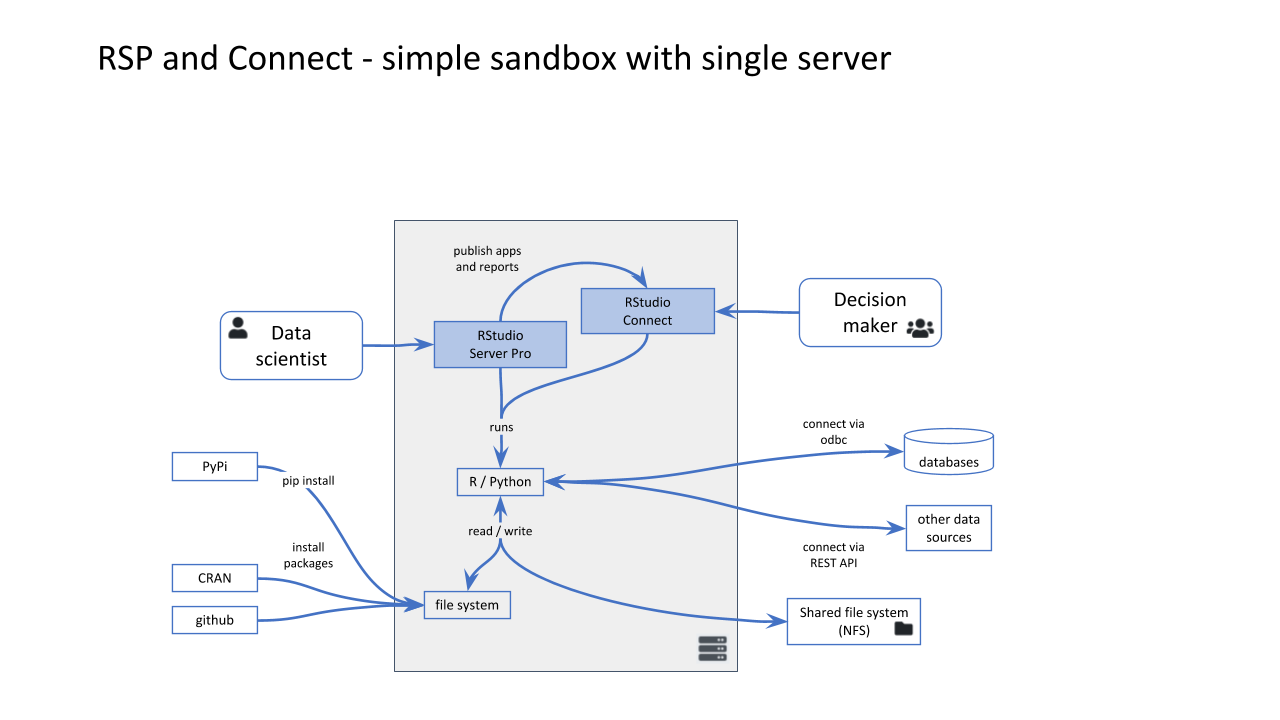 RSP and Connect - simple sandbox with single server
publish apps
and reports
RStudio
Connect
Decision
maker
Data
scientist
RStudio
Server Pro
runs
connect via
odbc
databases
PyPi
pip install
R / Python
other data
sources
read / write
install
packages
connect via
REST API
CRAN
file system
github
Shared file system
(NFS)